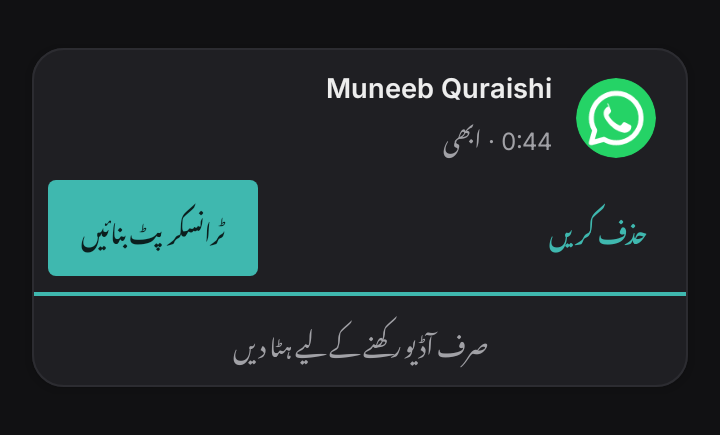 Muneeb Quraishi
0:44 · ابھی
حذف کریں
ٹرانسکرپٹ بنائیں
صرف آڈیو رکھنے کے لیے ہٹا دیں